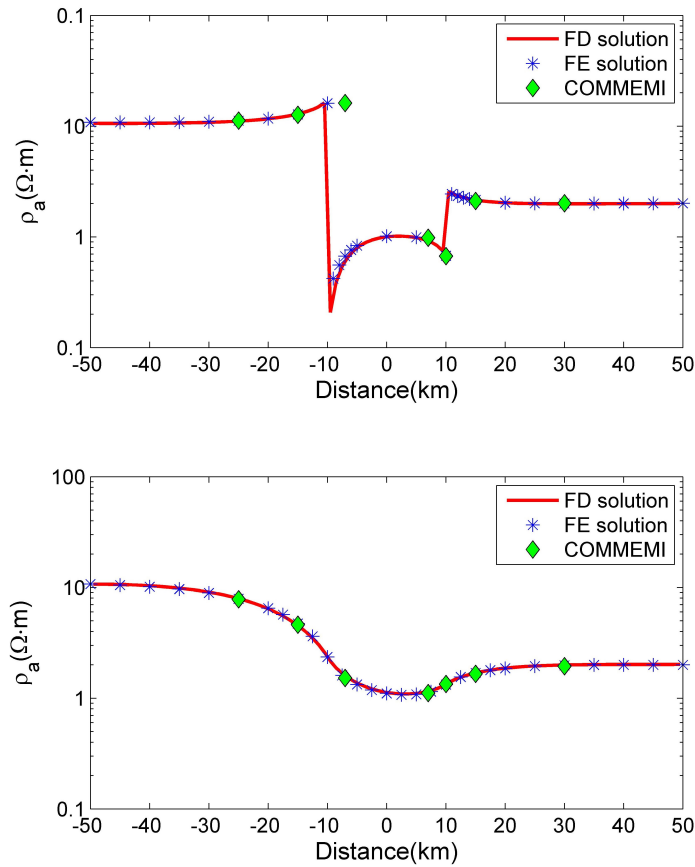 0.1
10
1
0.1
ρa(Ω·m)
FD solution
FE solution
COMMEMI
-50 -40 -30 -20 -10 0 10 20 30 40 50
Distance(km)
100
10
1
0.1
ρa(Ω·m)
FD solution
FE solution
COMMEMI
-50 -40 -30 -20 -10 0 10 20 30 40 50
Distance(km)